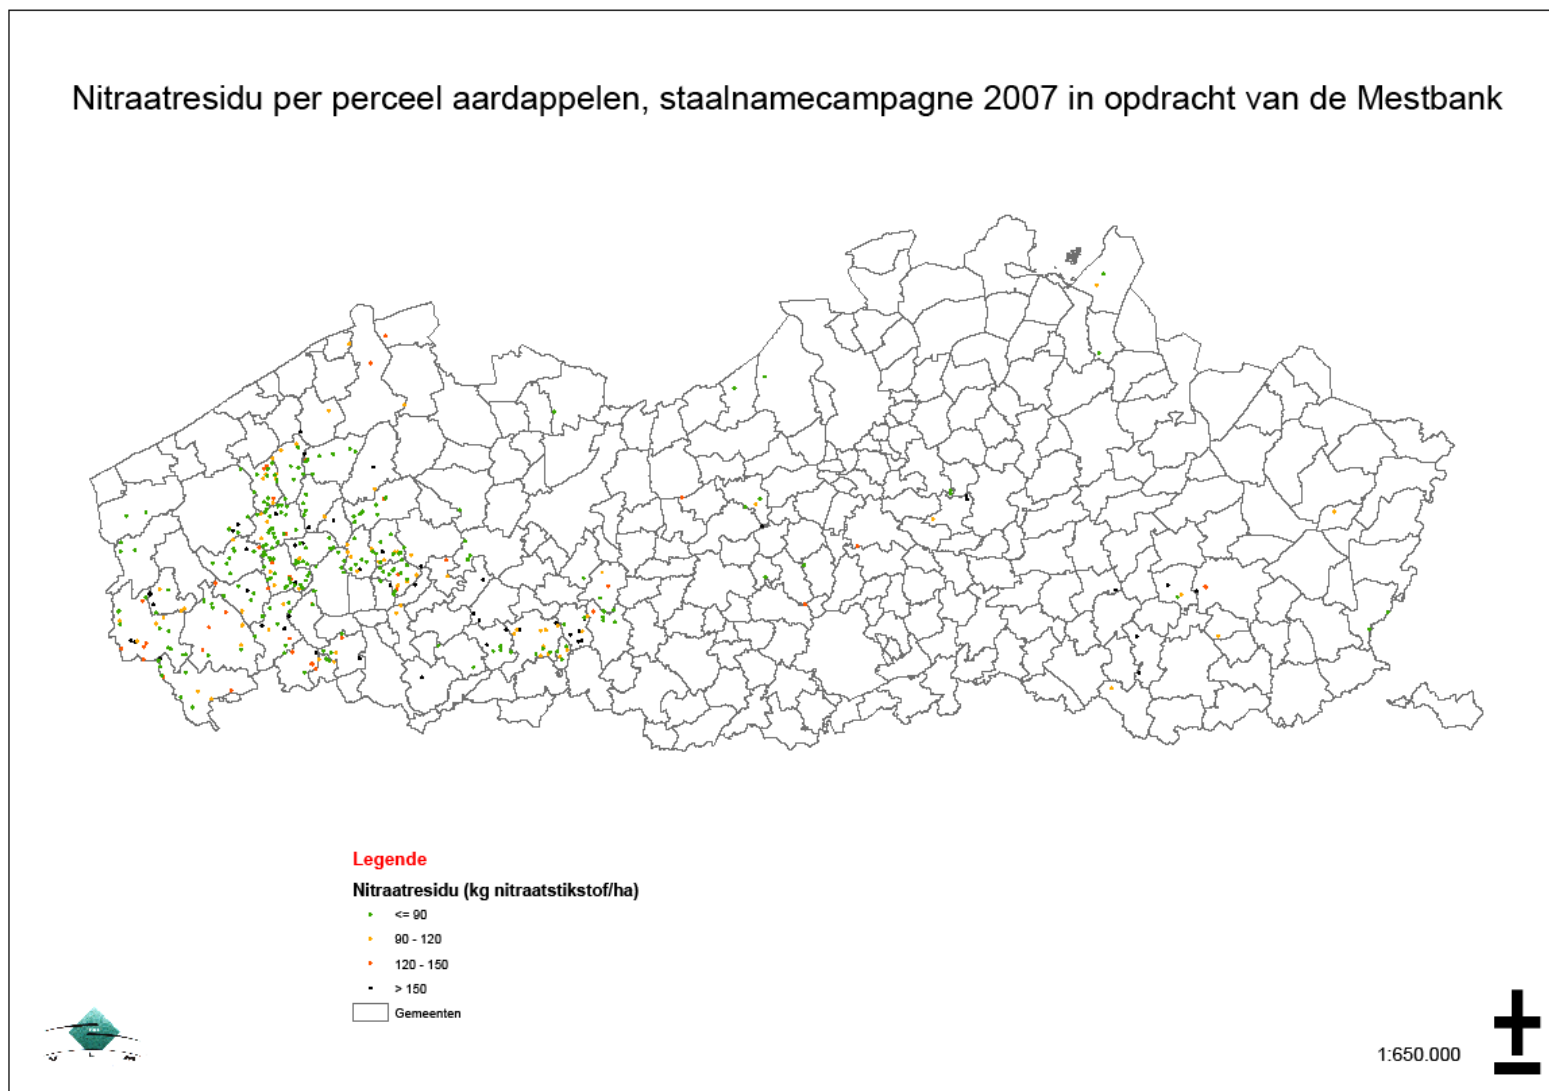 Nitraatresidu per perceel aardappelen, staalnamecampagne 2007 in opdracht van de Mestbank
Legende
Nitraatresidu (kg nitraatstikstof/ha)
<= 90
90 - 120
120 - 150
> 150
Gemeenten
1:650.000